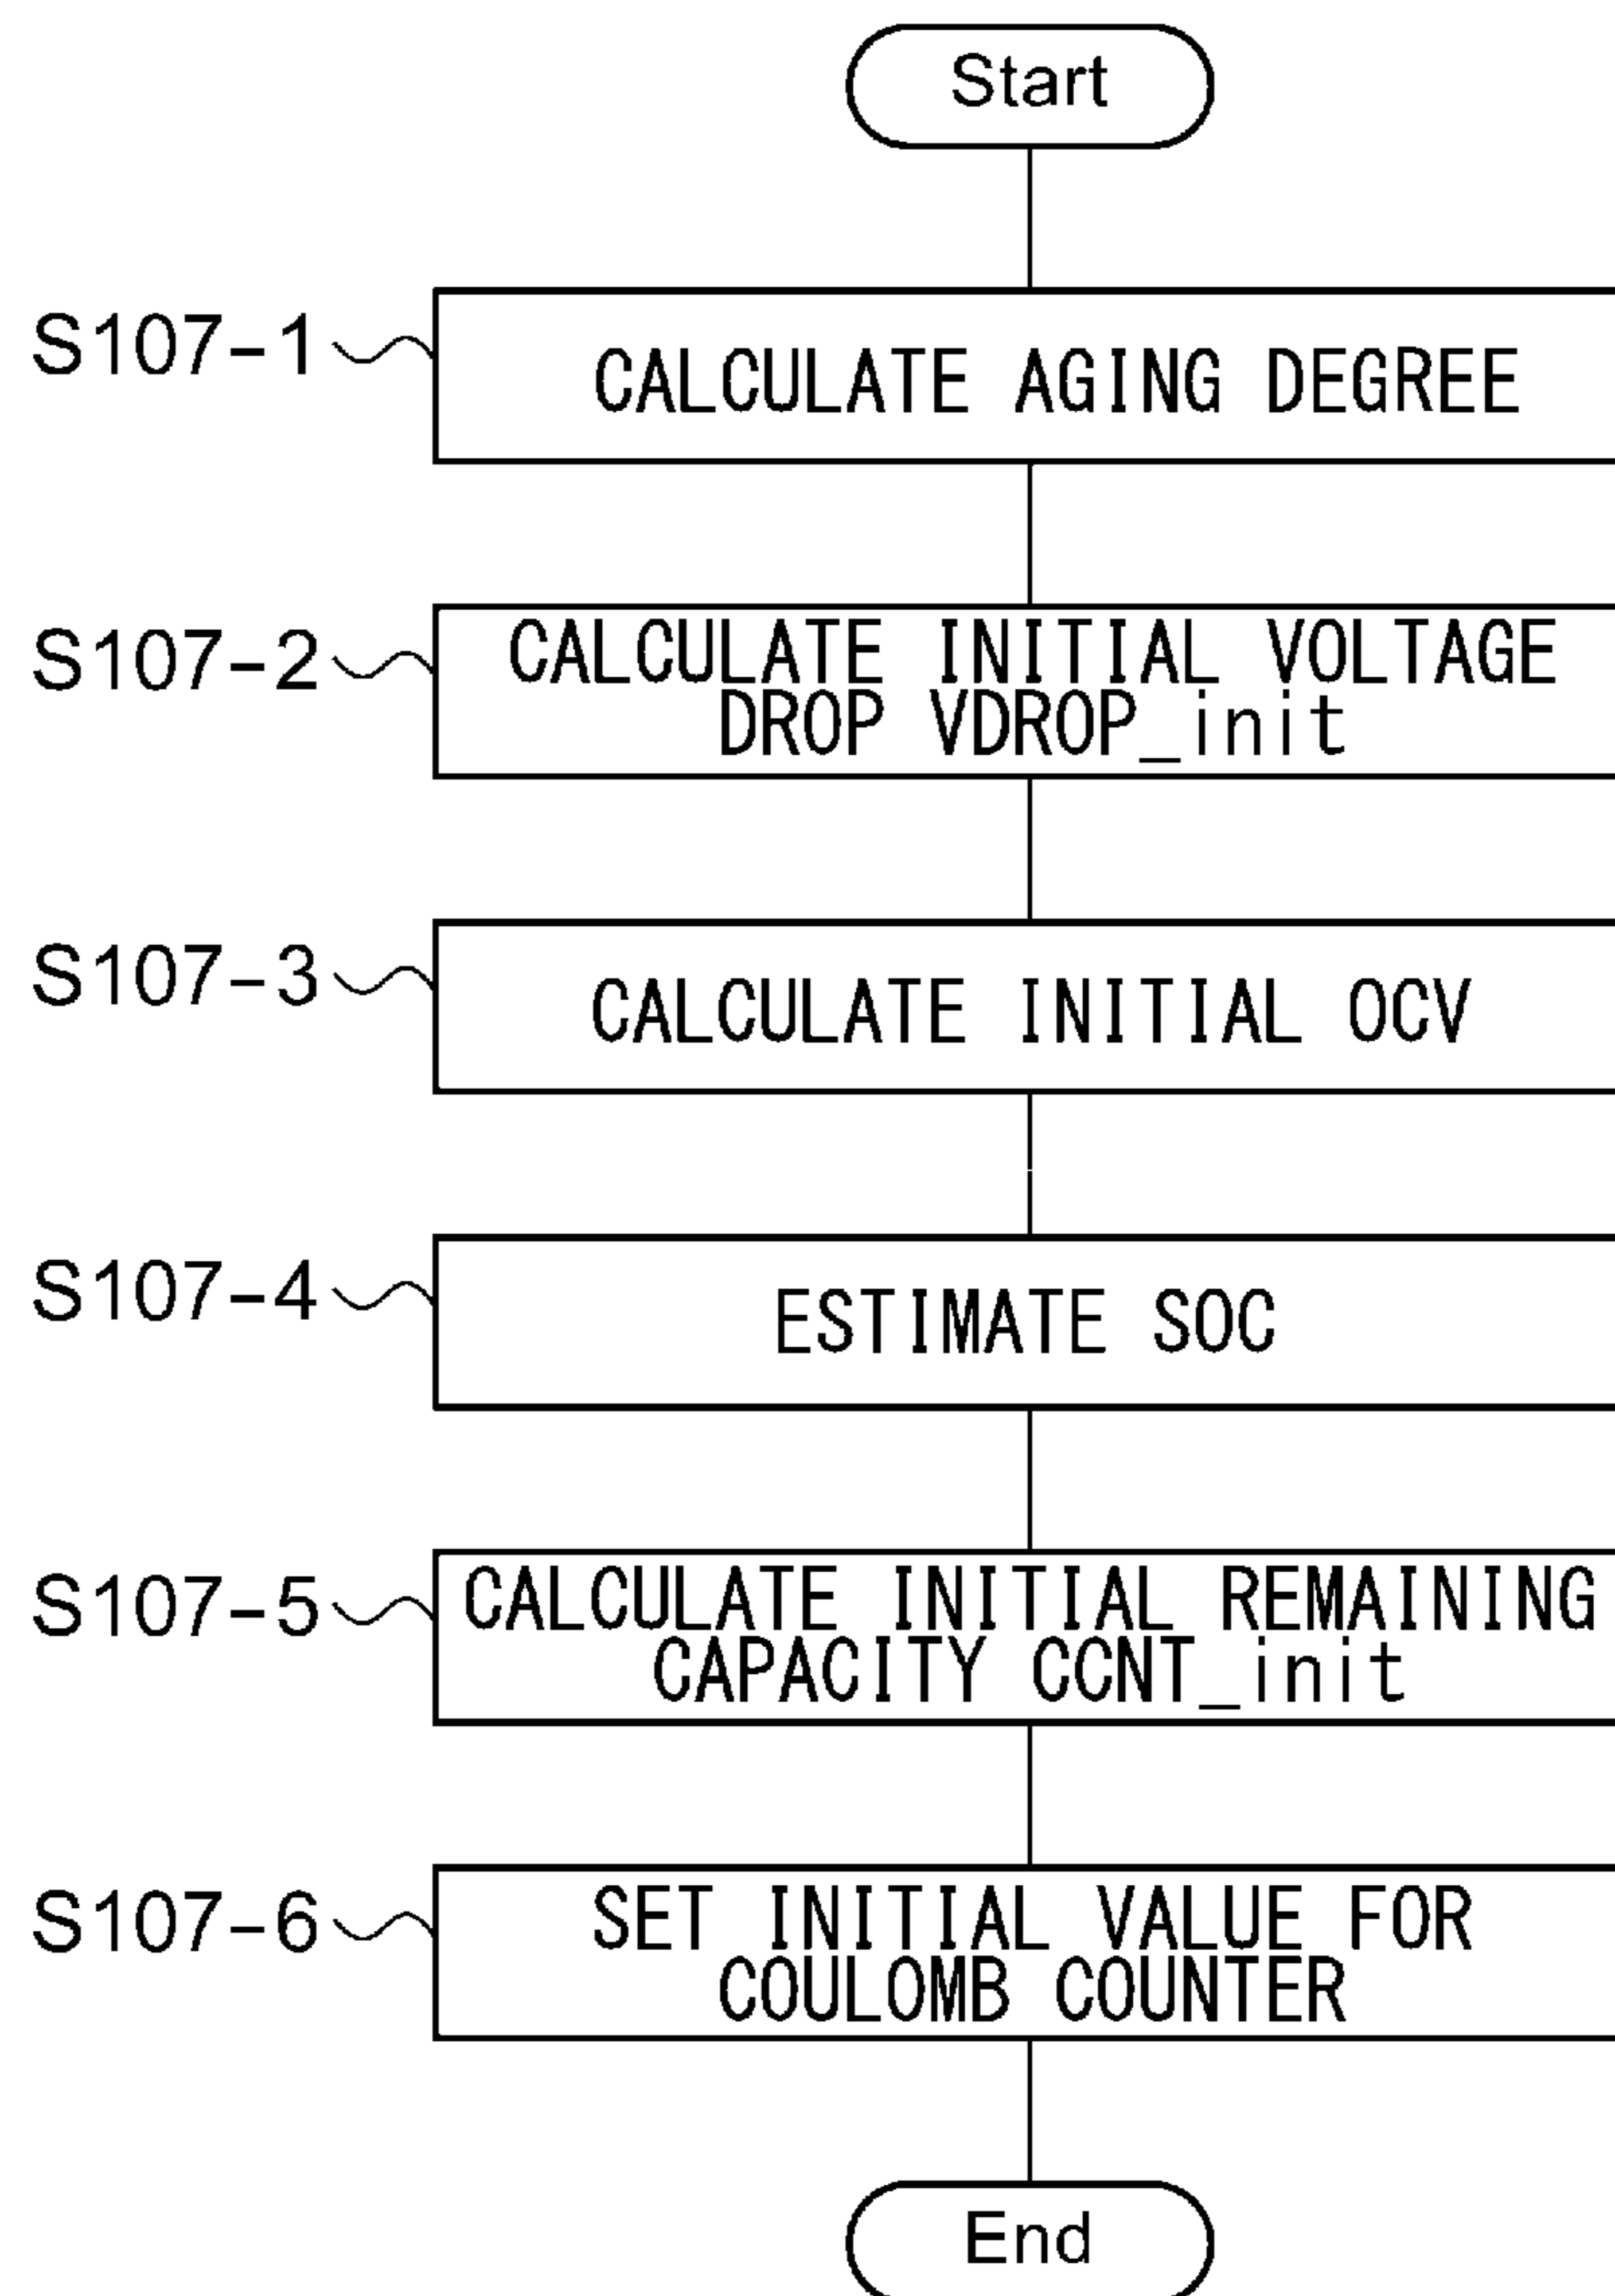 Start
S107-1
CALCULATE AGING DEGREE
S107-2
CALCULATE INITIAL VOLTAGE
DROP VDROP_init
S107-3
CALCULATE INITIAL OCV
S107-4
ESTIMATE SOC
S107-5
CALCULATE INITIAL REMAINING
CAPACITY CCNT_init
S107-6
SET INITIAL VALUE FOR
COULOMB COUNTER
End